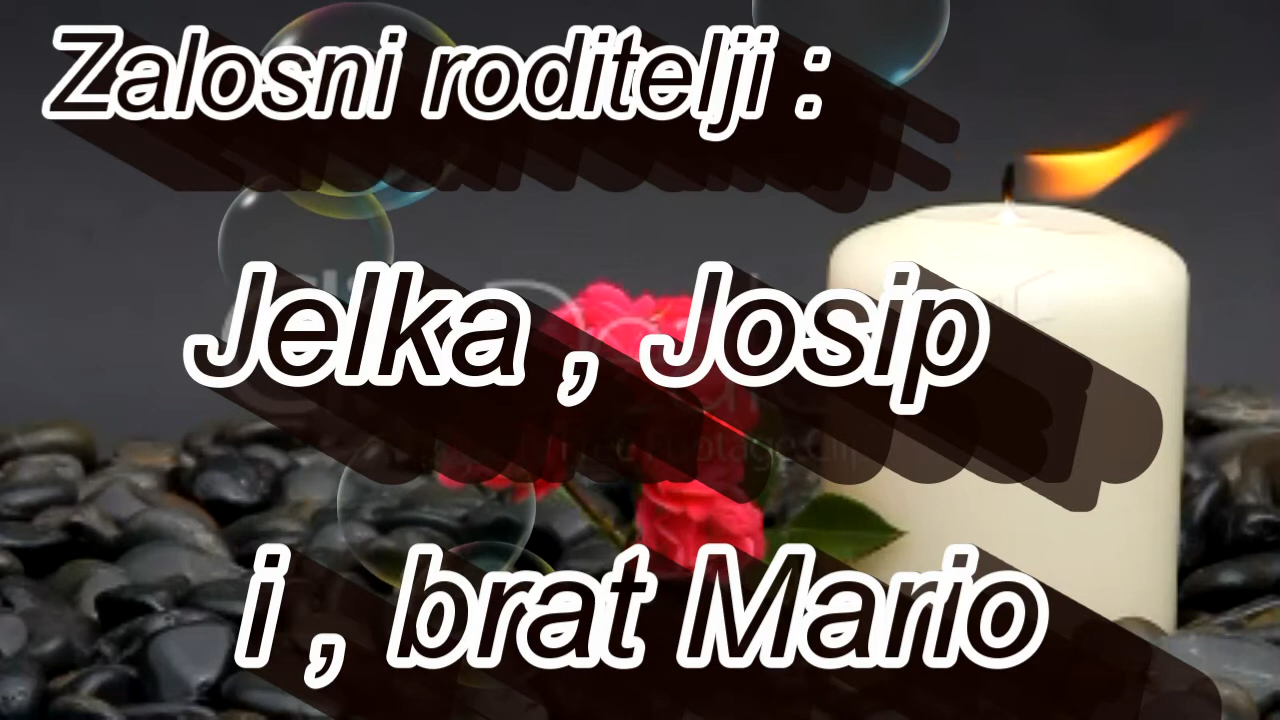 Zalosni roditelji :
Jelka , Josip
i , brat Mario